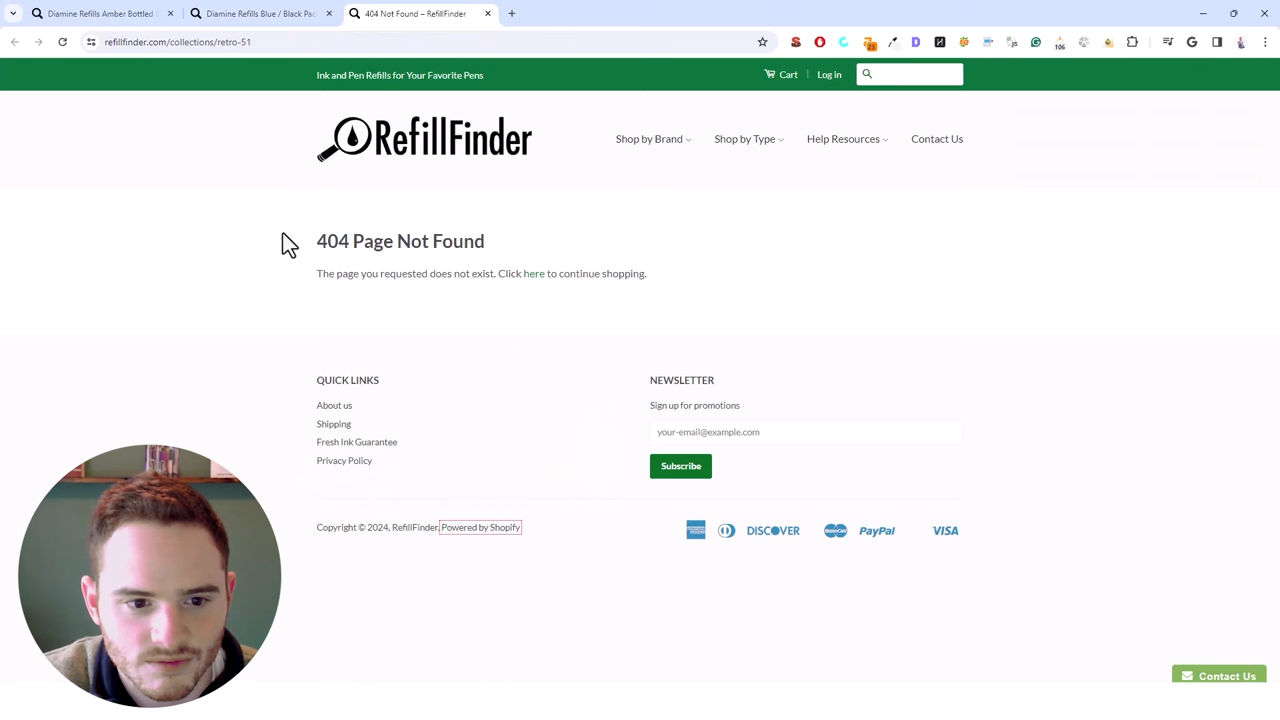 Diamine Refills Amber Bottled
Diamine Refills Blue / Black Pac
404 Not Found – RefillFinder
refillfinder.com/collections/retro-51
21
106
Ink and Pen Refills for Your Favorite Pens
Cart
Log in
RefillFinder
Shop by Brand
Shop by Type
Help Resources
Contact Us
404 Page Not Found
The page you requested does not exist. Click here to continue shopping.
QUICK LINKS
About us
Shipping
Fresh Ink Guarantee
Privacy Policy
NEWSLETTER
Sign up for promotions
your-email@example.com
Subscribe
Copyright © 2024, RefillFinder. Powered by Shopify
DISCOVER
MasterCard
PayPal
VISA
Contact Us